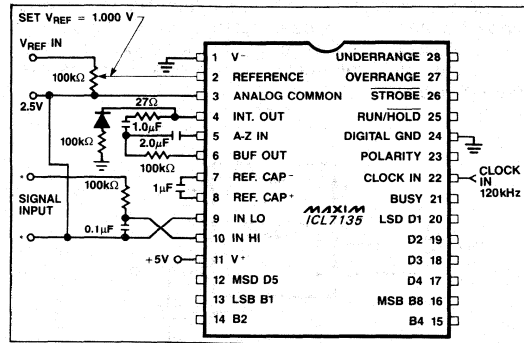 SET VREF = 1.000 V
VREF IN
100kΩ
2.5V
27Ω
1.0µF
2.0µF
100kΩ
100kΩ
100kΩ
1µF
SIGNAL INPUT
0.1µF
+5V
1 V-
2 REFERENCE
3 ANALOG COMMON
4 INT. OUT
5 A-Z IN
6 BUF OUT
7 REF. CAP-
8 REF. CAP+
9 IN LO
10 IN HI
11 V+
12 MSD D5
13 LSB B1
14 B2
MAXIM
ICL7135
UNDERRANGE 28
OVERRANGE 27
STROBE 26
RUN/HOLD 25
DIGITAL GND 24
POLARITY 23
CLOCK IN 22
BUSY 21
LSD D1 20
D2 19
D3 18
D4 17
MSB B8 16
B4 15
CLOCK
IN
120kHz